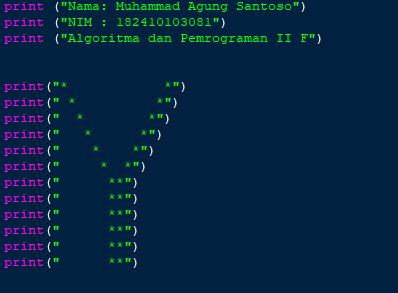 print ("Nama: Muhammad Agung Santoso")
print ("NIM : 182410103081")
print ("Algoritma dan Pemrograman II F")
print("*            *")
print(" *          *")
print("  *        *")
print("   *      *")
print("    *    *")
print("     *  *")
print("      **")
print("      **")
print("      **")
print("      **")
print("      **")
print("      **")